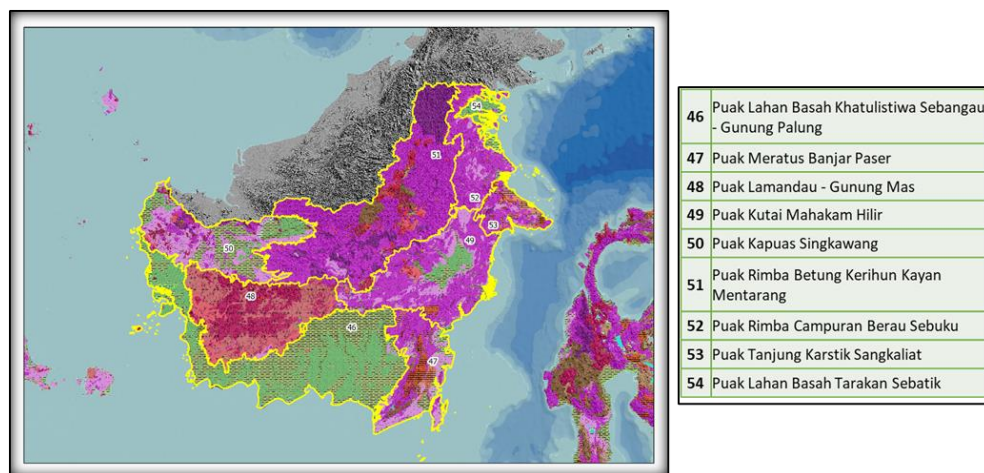 54
51
52
53
50
49
48
46
47
46 Puak Lahan Basah Khatulistiwa Sebangau
- Gunung Palung
47 Puak Meratus Banjar Paser
48 Puak Lamandau - Gunung Mas
49 Puak Kutai Mahakam Hilir
50 Puak Kapuas Singkawang
51 Puak Rimba Betung Kerihun Kayan
Mentarang
52 Puak Rimba Campuran Berau Sebuku
53 Puak Tanjung Karstik Sangkaliat
54 Puak Lahan Basah Tarakan Sebatik